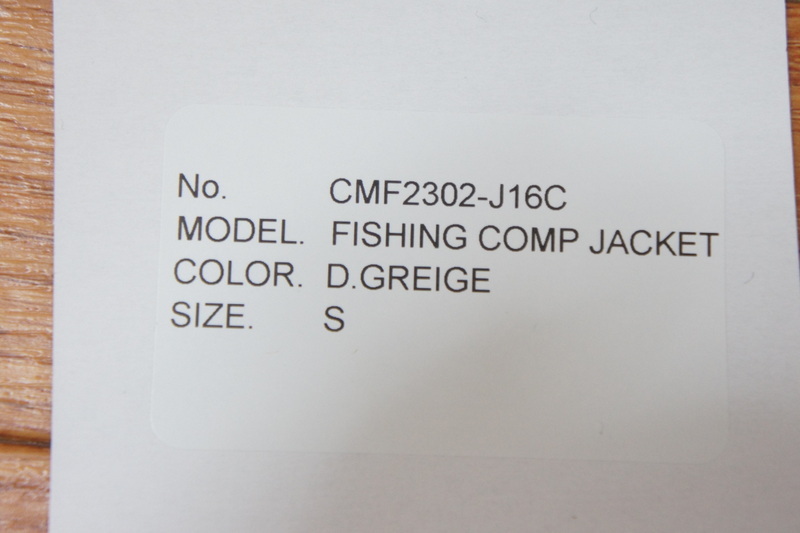 No. CMF2302-J16C
MODEL. FISHING COMP JACKET
COLOR. D.GREIGE
SIZE. S